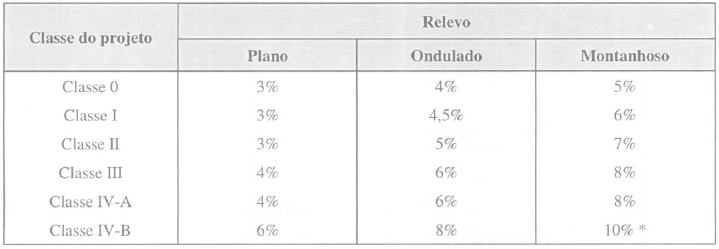 Classe do projeto Relevo
Plano Ondulado Montanhoso
Classe 0 3% 4% 5%
Classe I 3% 4,5% 6%
Classe II 3% 5% 7%
Classe III 4% 6% 8%
Classe IV-A 4% 6% 8%
Classe IV-B 6% 8% 10% *